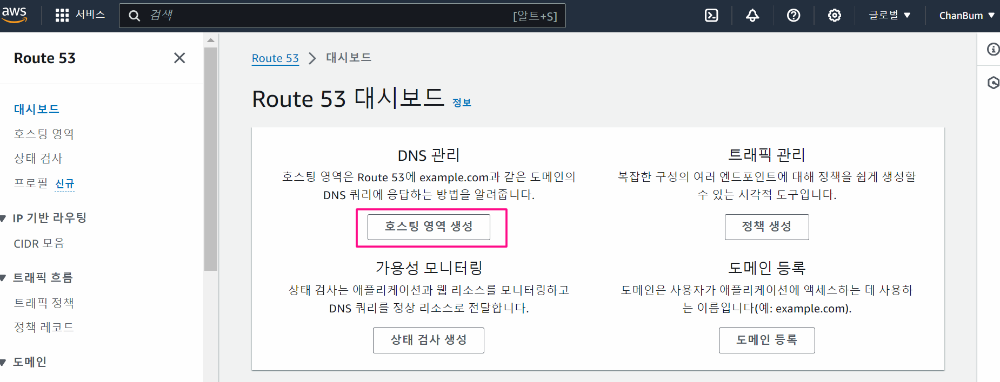 aws
서비스
검색
[알트+S]
글로벌
ChanBum
Route 53
대시보드
호스팅 영역
상태 검사
프로필 신규
IP 기반 라우팅
CIDR 모음
트래픽 흐름
트래픽 정책
정책 레코드
도메인
Route 53 > 대시보드
Route 53 대시보드 정보
DNS 관리
호스팅 영역은 Route 53에 example.com과 같은 도메인의
DNS 쿼리에 응답하는 방법을 알려줍니다.
호스팅 영역 생성
트래픽 관리
복잡한 구성의 여러 엔드포인트에 대해 정책을 쉽게 생성할
수 있는 시각적 도구입니다.
정책 생성
가용성 모니터링
상태 검사는 애플리케이션과 웹 리소스를 모니터링하고
DNS 쿼리를 정상 리소스로 전달합니다.
상태 검사 생성
도메인 등록
도메인은 사용자가 애플리케이션에 액세스하는 데 사용하
는 이름입니다(예: example.com).
도메인 등록